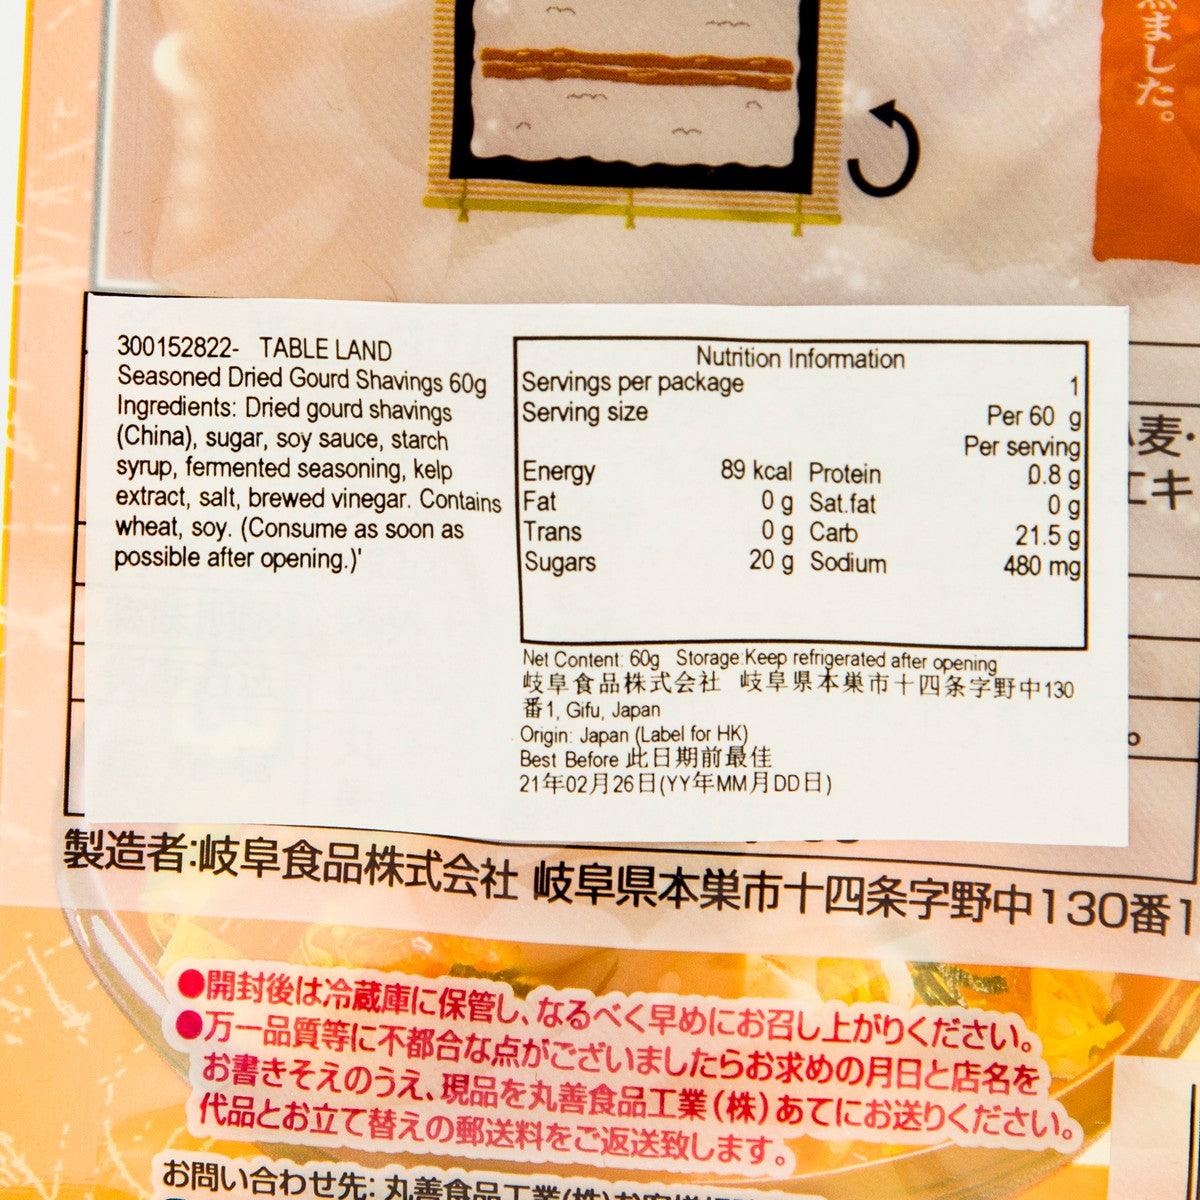 ました。
300152822- TABLE LAND
Seasoned Dried Gourd Shavings 60g
Ingredients: Dried gourd shavings
(China), sugar, soy sauce, starch
syrup, fermented seasoning, kelp
extract, salt, brewed vinegar. Contains
wheat, soy. (Consume as soon as
possible after opening.)'
Nutrition Information
Servings per package 1
Serving size Per 60 g
Per serving
Energy 89 kcal Protein 0.8 g
Fat 0 g Sat.fat 0 g
Trans 0 g Carb 21.5 g
Sugars 20 g Sodium 480 mg
Net Content: 60g Storage:Keep refrigerated after opening
岐阜食品株式会社 岐阜県本巣市十四条字野中130
番1, Gifu, Japan
Origin: Japan (Label for HK)
Best Before 此日期前最佳
21年02月26日(YY年MM月DD日)
麦・
エキ
製造者:岐阜食品株式会社 岐阜県本巣市十四条字野中130番1
●開封後は冷蔵庫に保管し、なるべく早めにお召し上がりください。
●万一品質等に不都合な点がございましたらお求めの月日と店名を
お書きそえのうえ、現品を丸善食品工業(株)あてにお送りください。
代品とお立て替えの郵送料をご返送致します。
お問い合わせ先: 丸善食品工業(株)お客様